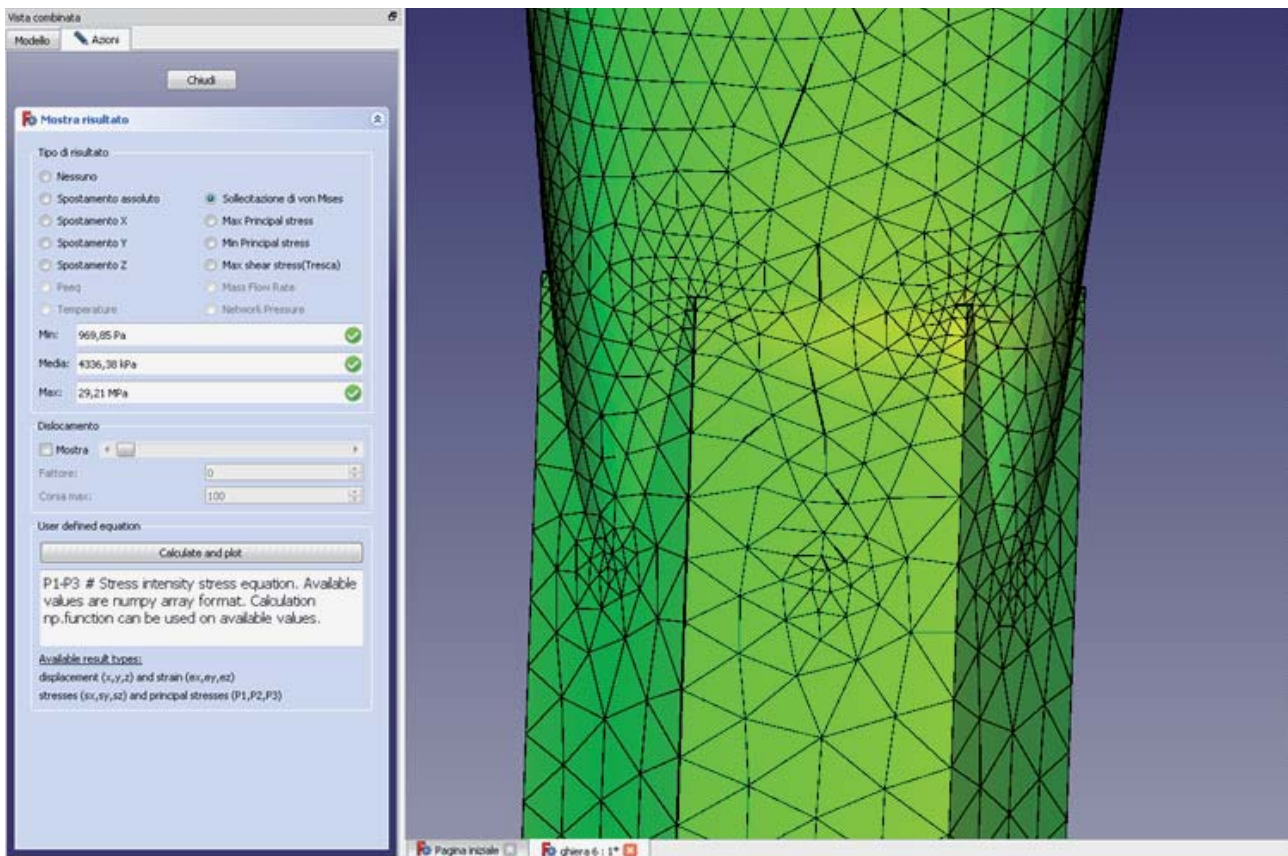 Vista combinata
Modello
Azioni
Chiudi
Mostra risultato
Tipo di risultato
Nessuno
Spostamento assoluto
Sollecitazione di von Mises
Spostamento X
Max Principal stress
Spostamento Y
Min Principal stress
Spostamento Z
Max shear stress(Tresca)
Peeq
Mass Flow Rate
Temperature
Network Pressure
Min: 969,85 Pa
Media: 4336,38 kPa
Max: 29,21 MPa
Dislocamento
Mostra
Fattore: 0
Corsa max: 100
User defined equation
Calculate and plot
P1-P3 # Stress intensity stress equation. Available
values are numpy array format. Calculation
np.function can be used on available values.
Available result types:
displacement (x,y,z) and strain (ex,ey,ez)
stresses (sx,sy,sz) and principal stresses (P1,P2,P3)
Pagina iniziale
ghiera 6 : 1*